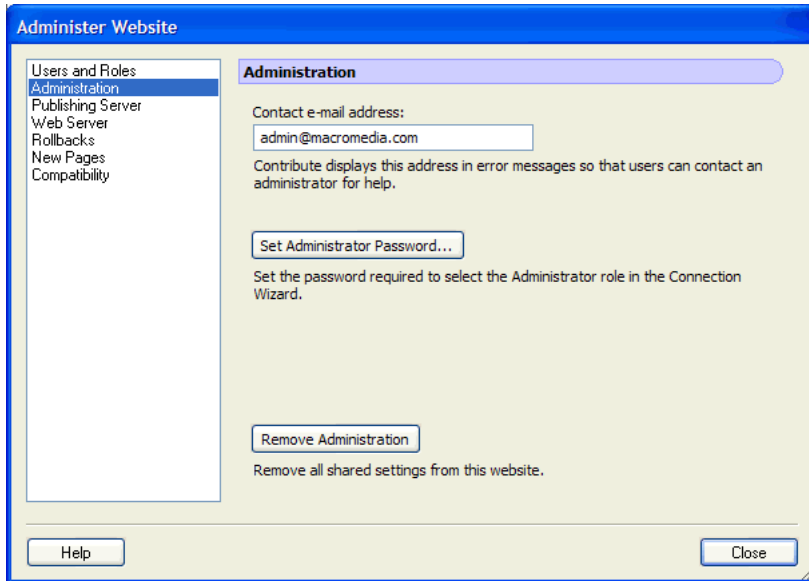 Administer Website
Users and Roles
Administration
Publishing Server
Web Server
Rollbacks
New Pages
Compatibility
Administration
Contact e-mail address:
admin@macromedia.com
Contribute displays this address in error messages so that users can contact an
administrator for help.
Set Administrator Password...
Set the password required to select the Administrator role in the Connection
Wizard.
Remove Administration
Remove all shared settings from this website.
Help
Close